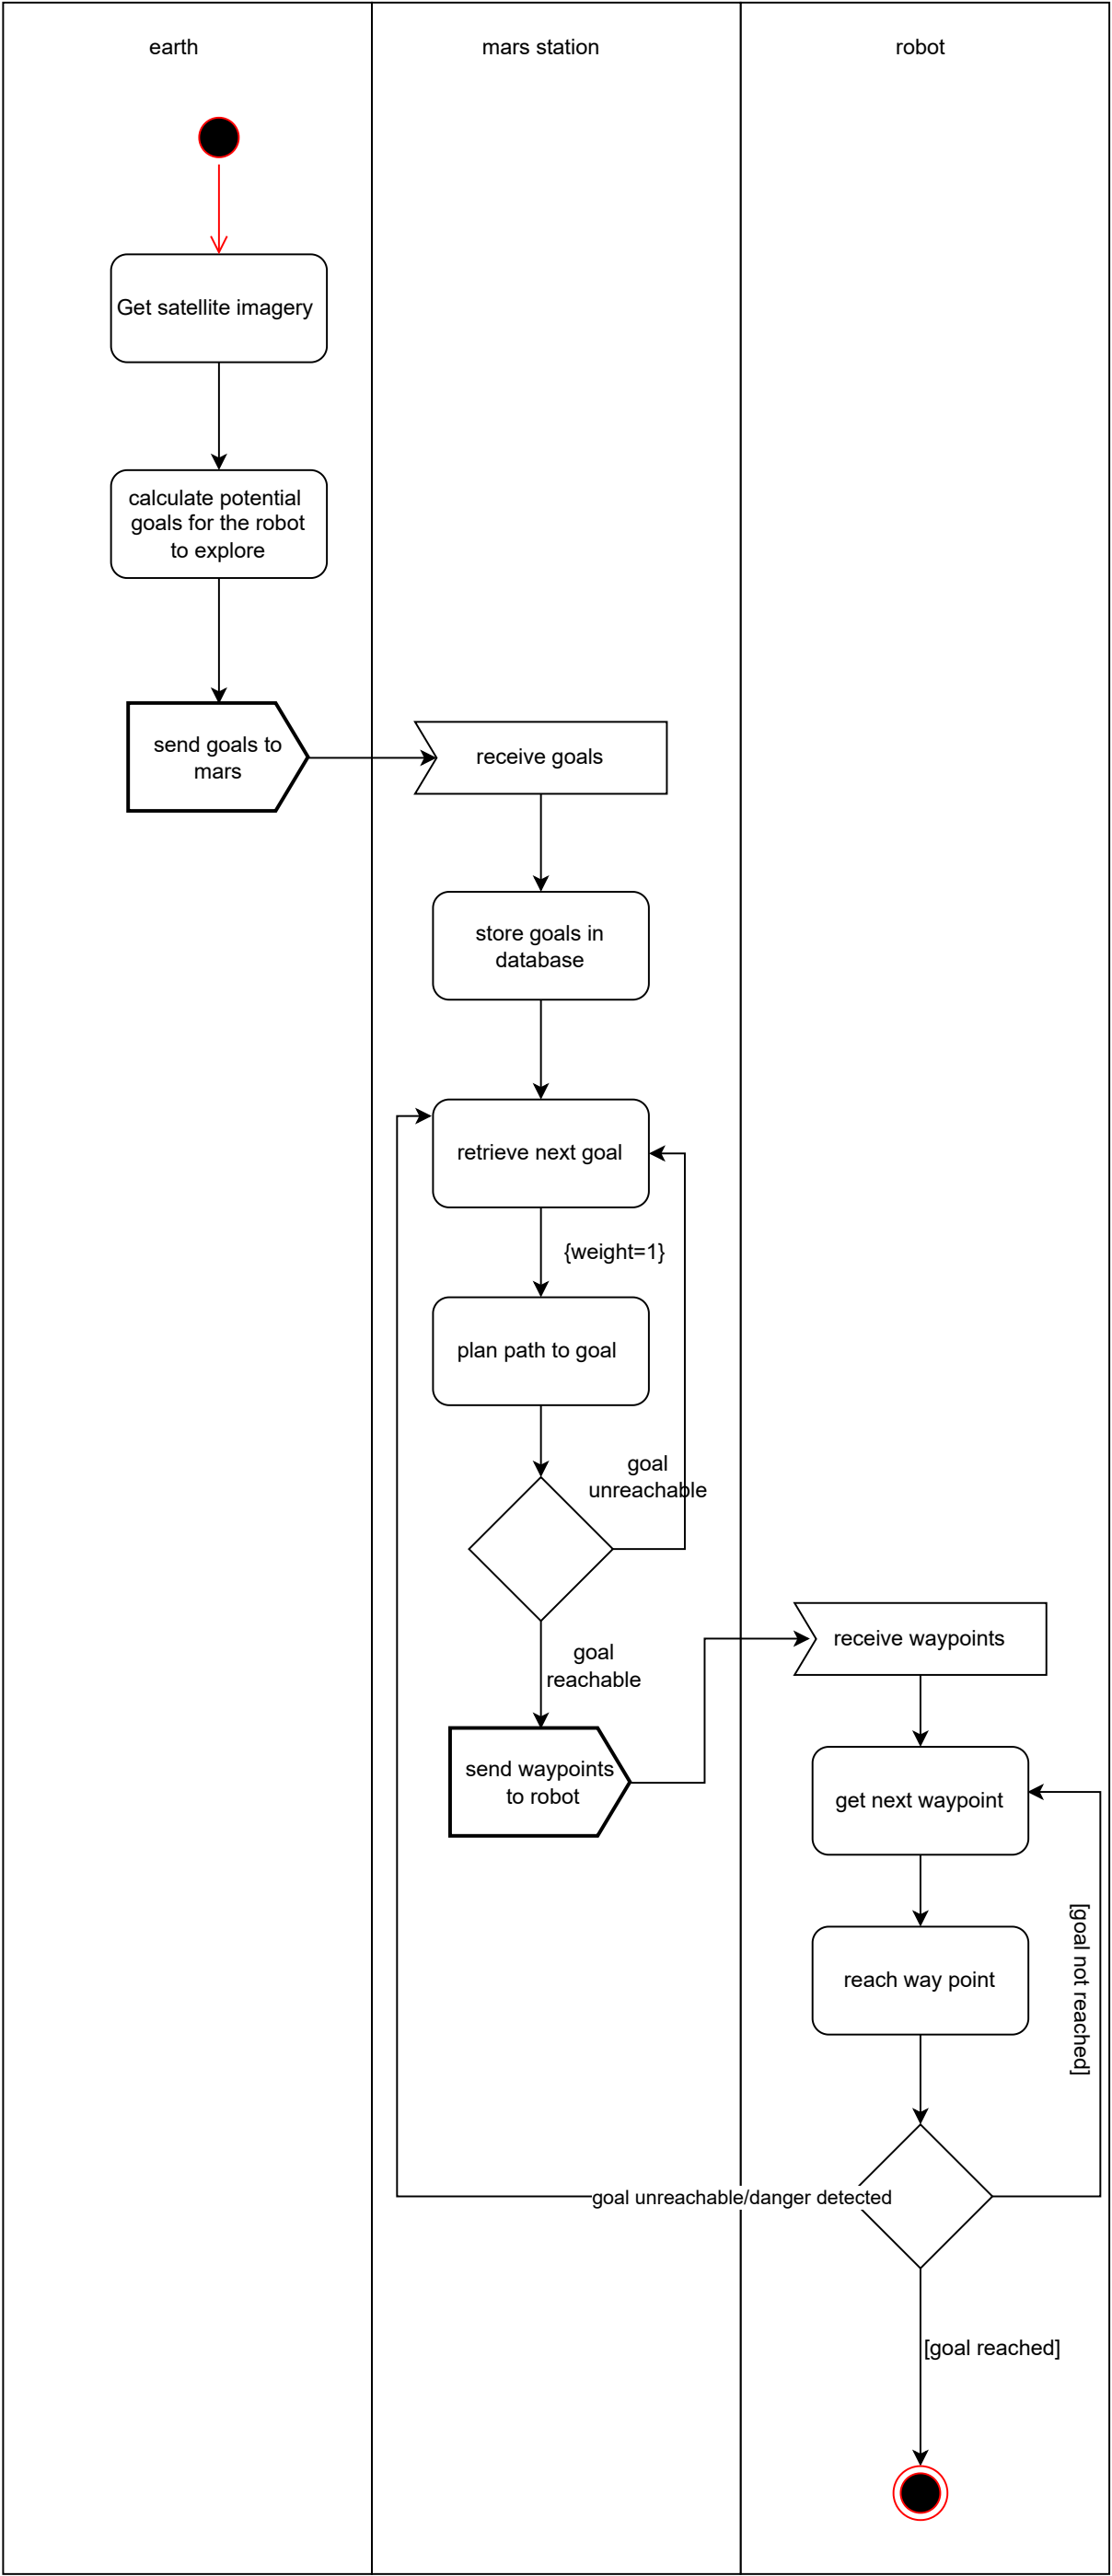 earth
mars station
robot
Get satellite imagery
calculate potential
goals for the robot
to explore
send goals to
mars
receive goals
store goals in
database
retrieve next goal
{weight=1}
plan path to goal
goal
unreachable
goal
reachable
send waypoints
to robot
receive waypoints
get next waypoint
reach way point
[goal not reached]
goal unreachable/danger detected
[goal reached]